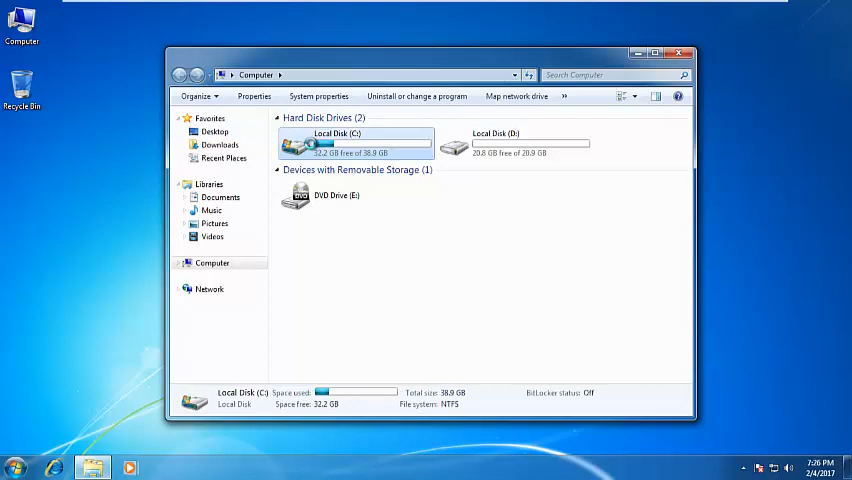 Computer
Recycle Bin
Computer
Search Computer
Organize Properties System properties Uninstall or change a program Map network drive »
Favorites
Desktop
Downloads
Recent Places
Libraries
Documents
Music
Pictures
Videos
Computer
Network
Hard Disk Drives (2)
Local Disk (C:)
32.2 GB free of 38.9 GB
Local Disk (D:)
20.8 GB free of 20.9 GB
Devices with Removable Storage (1)
DVD
DVD Drive (E:)
Local Disk (C:) Space used: Total size: 38.9 GB BitLocker status: Off
Local Disk Space free: 32.2 GB File system: NTFS
7:26 PM
2/4/2017